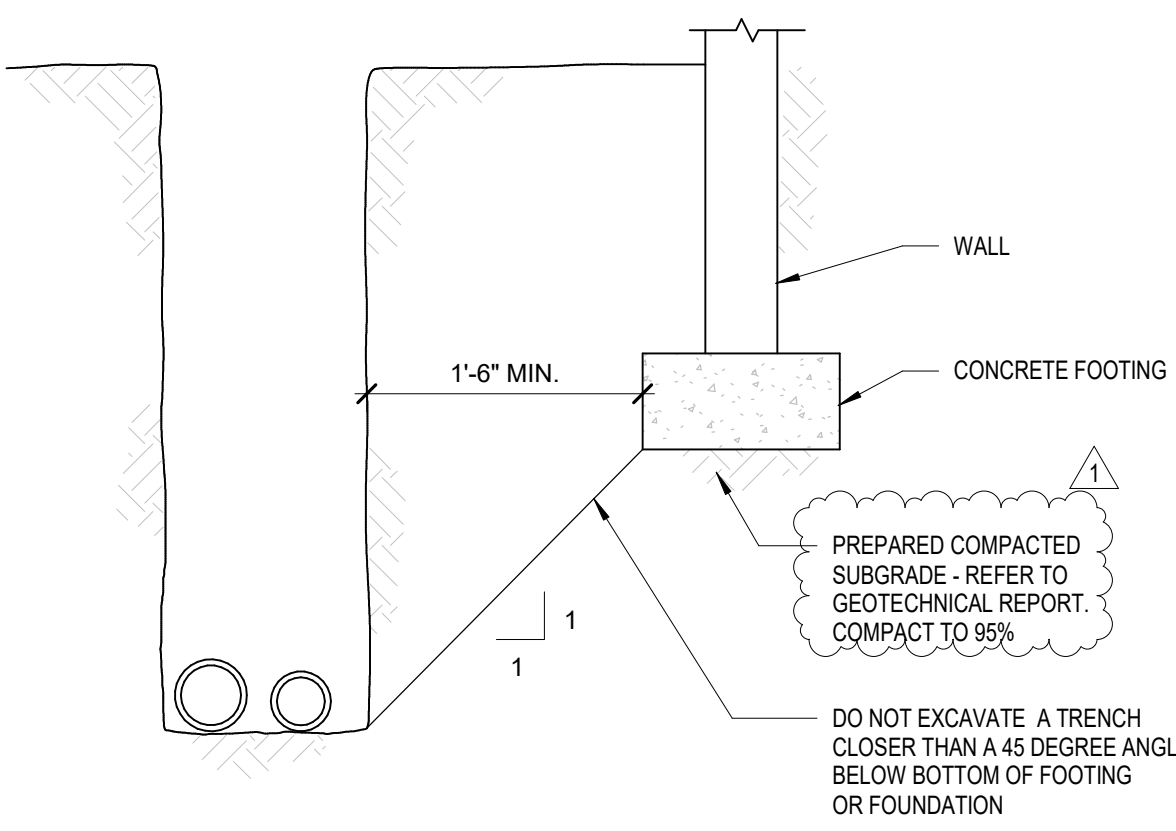 WALL
1'-6" MIN.
CONCRETE FOOTING
1
PREPARED COMPACTED
SUBGRADE - REFER TO
GEOTECHNICAL REPORT.
COMPACT TO 95%
1
1
DO NOT EXCAVATE A TRENCH
CLOSER THAN A 45 DEGREE ANGL
BELOW BOTTOM OF FOOTING
OR FOUNDATION